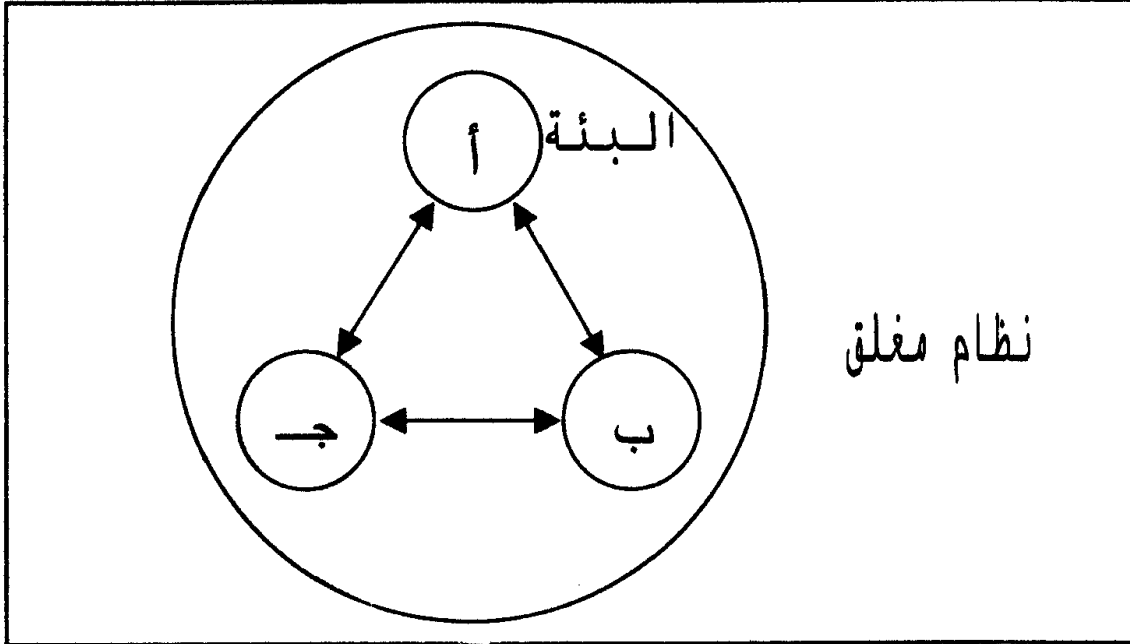 أ
البئة
نظام مغلق
ب
جـ